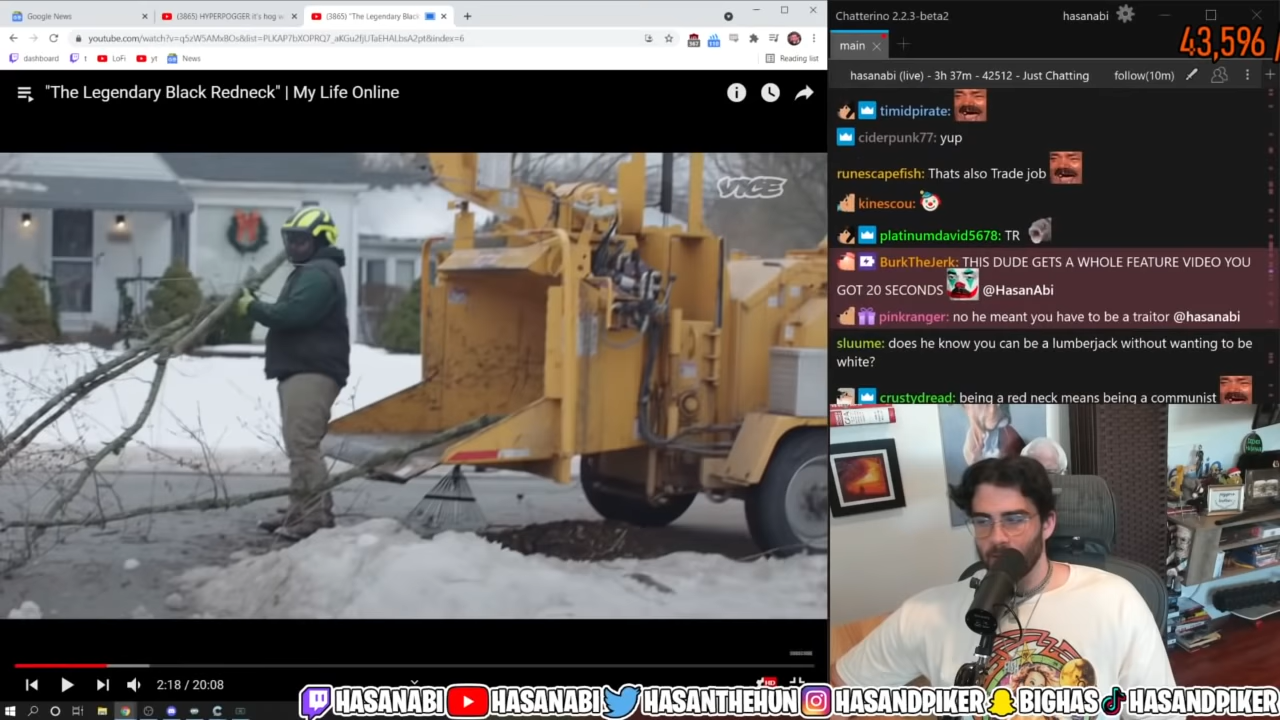 Google News
(3865) HYPERPOGGER it's hog
(3865) "The Legendary Black
youtube.com/watch?v=
dashboard
t
LoFi
yt
News
Reading list
"The Legendary Black Redneck" | My Life Online
VICE
2:18 / 20:08
HD
Chatterino 2.2.3-beta2
hasanabi
43,596 /
main
hasanabi (live) - 3h 37m - 42512 - Just Chatting
follow(10m)
timidpirate:
ciderpunk77: yup
runescapefish: Thats also Trade job
kinescou:
platinumdavid5678: TR
BurkTheJerk: THIS DUDE GETS A WHOLE FEATURE VIDEO YOU
GOT 20 SECONDS @HasanAbi
pinkranger: no he meant you have to be a traitor @hasanabi
sluume: does he know you can be a lumberjack without wanting to be
white?
crustydread: being a red neck means being a communist
HASANABI HASANABI HASANTHEHUN HASANDPIKER BIGHAS HASANDPIKER